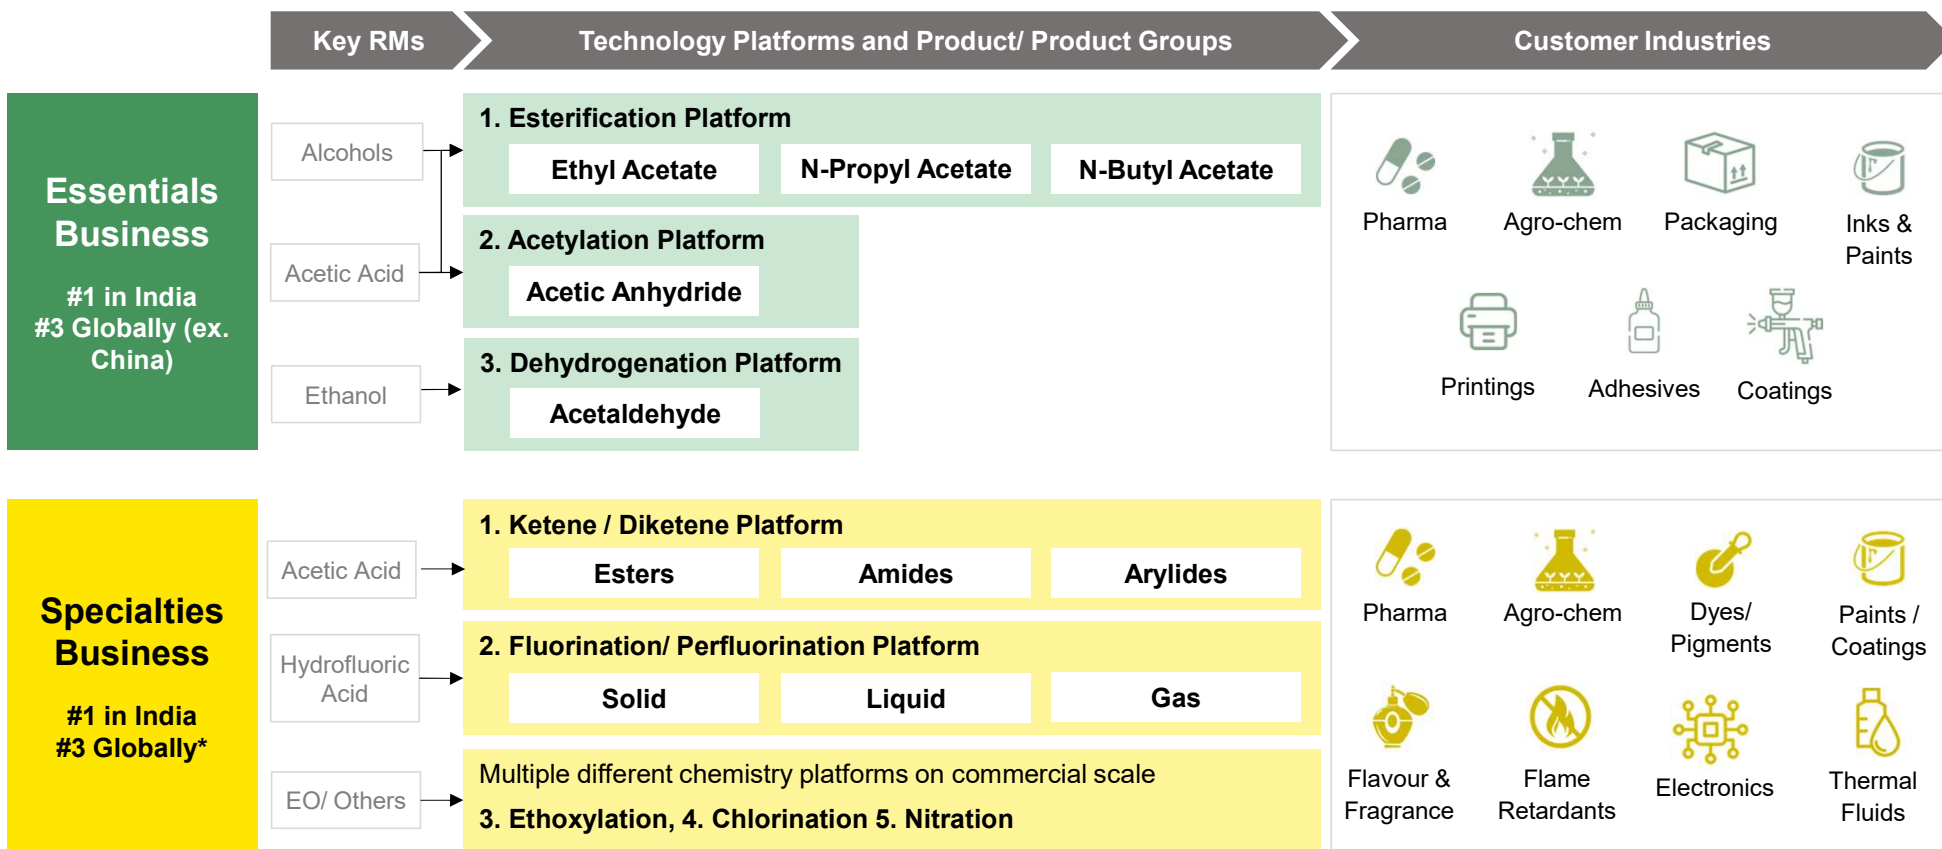 Key RMs
Technology Platforms and Product/ Product Groups
Customer Industries
Essentials
Business
#1 in India
#3 Globally (ex.
China)
Alcohols
Acetic Acid
Ethanol
1. Esterification Platform
Ethyl Acetate
N-Propyl Acetate
N-Butyl Acetate
2. Acetylation Platform
Acetic Anhydride
3. Dehydrogenation Platform
Acetaldehyde
Pharma
Agro-chem
Packaging
Inks &
Paints
Printings
Adhesives
Coatings
Specialties
Business
#1 in India
#3 Globally*
Acetic Acid
Hydrofluoric
Acid
EO/ Others
1. Ketene / Diketene Platform
Esters
Amides
Arylides
2. Fluorination/ Perfluorination Platform
Solid
Liquid
Gas
Multiple different chemistry platforms on commercial scale
3. Ethoxylation, 4. Chlorination 5. Nitration
Pharma
Agro-chem
Dyes/
Pigments
Paints /
Coatings
Flavour &
Fragrance
Flame
Retardants
Electronics
Thermal
Fluids